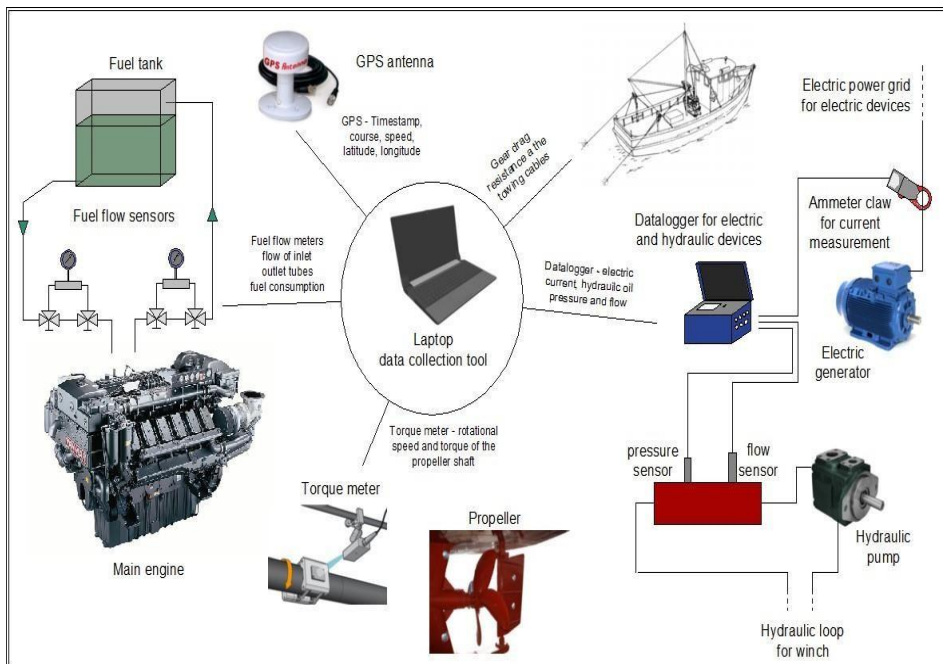 Fuel tank
GPS Antenna
GPS antenna
GPS - Timestamp,
course, speed,
latitude, longitude
Gear drag
resistance a the
towing cables
Electric power grid
for electric devices
Fuel flow sensors
Fuel flow meters
flow of inlet
outlet tubes
fuel consumption
Datalogger for electric
and hydraulic devices
Ammeter claw
for current
measurement
Datalogger - electric
current, hydraulic oil
pressure and flow
Laptop
data collection tool
Electric
generator
Torque meter - rotational
speed and torque of the
propeller shaft
pressure
sensor
flow
sensor
Torque meter
Propeller
Hydraulic
pump
Main engine
Hydraulic loop
for winch